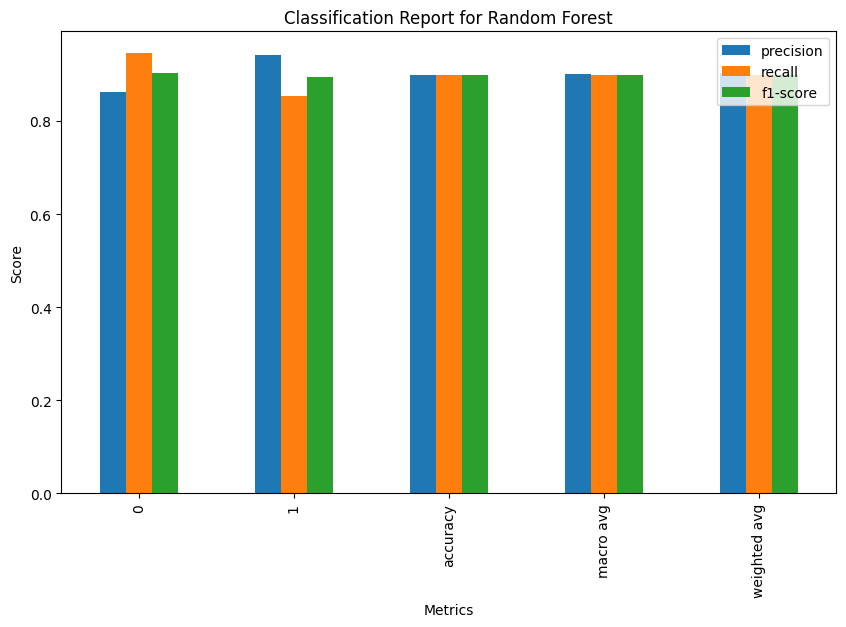 Classification Report for Random Forest
precision
recall
f1-score
Score
0.8
0.6
0.4
0.2
0.0
0
1
accuracy
macro avg
weighted avg
Metrics